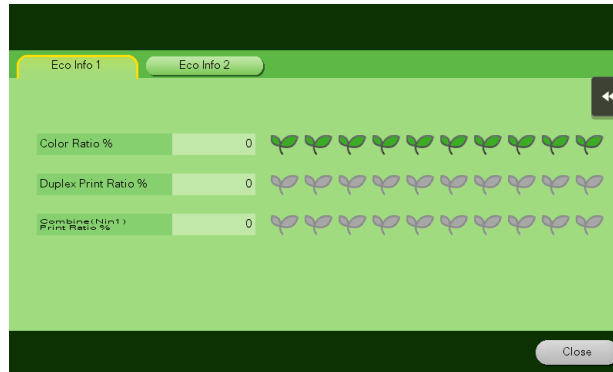 Eco Info 1
Eco Info 2
Color Ratio % 0
Duplex Print Ratio % 0
Combine(Nin1)
Print Ratio % 0
Close